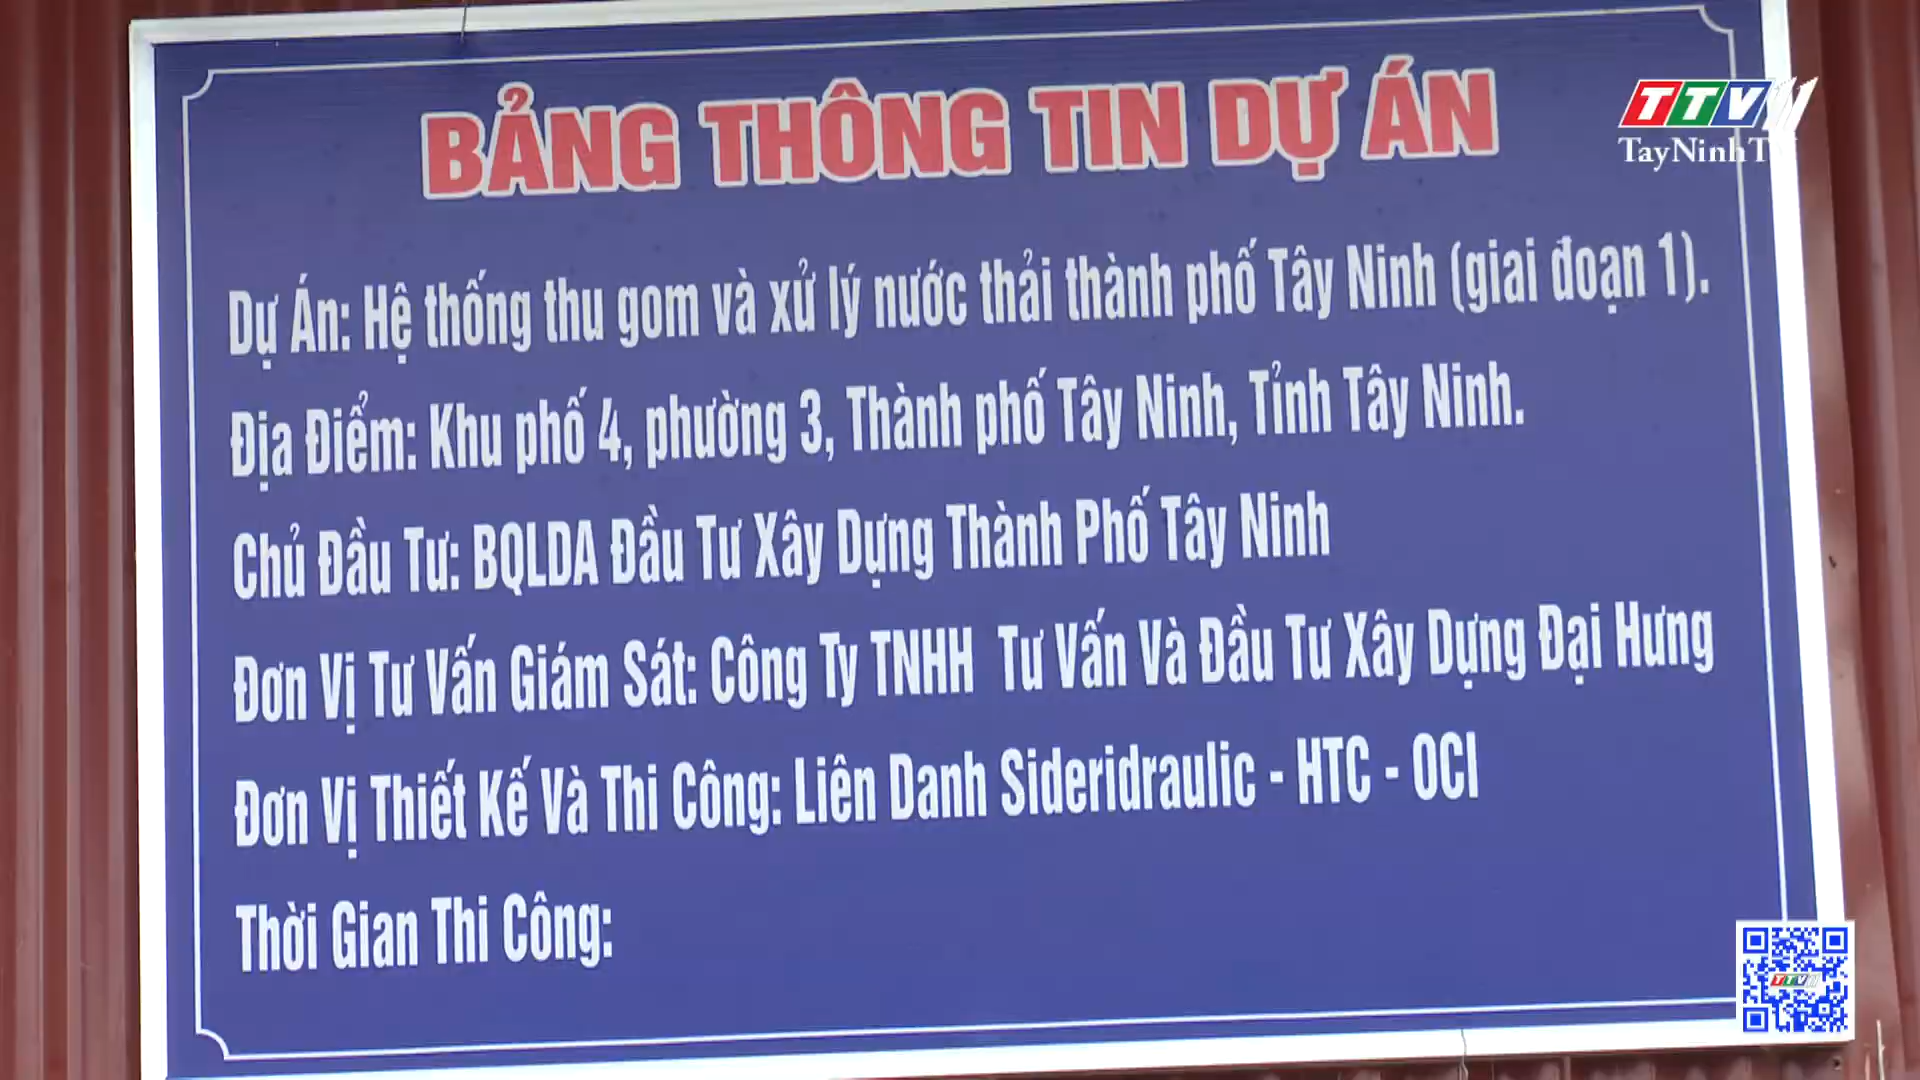 BẢNG THÔNG TIN DỰ ÁN
TTV11
TayNinhT
Dự Án: Hệ thống thu gom và xử lý nước thải thành phố Tây Ninh (giai đoạn 1).
Địa Điểm: Khu phố 4, phường 3, Thành phố Tây Ninh, Tỉnh Tây Ninh.
Chủ Đầu Tư: BQLDA Đầu Tư Xây Dựng Thành Phố Tây Ninh
Đơn Vị Tư Vấn Giám Sát: Công Ty TNHH Tư Vấn Và Đầu Tư Xây Dựng Đại Hưng
Đơn Vị Thiết Kế Và Thi Công: Liên Danh Sideridraulic - HTC - OCI
Thời Gian Thi Công:
TTV11